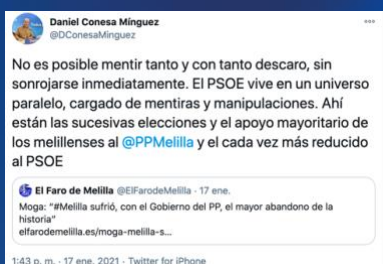 Daniel Conesa Mínguez
@DConesaMinguez
No es posible mentir tanto y con tanto descaro, sin
sonrojarse inmediatamente. El PSOE vive en un universo
paralelo, cargado de mentiras y manipulaciones. Ahí
están las sucesivas elecciones y el apoyo mayoritario de
los melillenses al @PPMelilla y el cada vez más reducido
al PSOE
El Faro de Melilla @ElFarodeMelilla · 17 ene.
Moga: "#Melilla sufrió, con el Gobierno del PP, el mayor abandono de la
historia"
elfarodemelilla.es/moga-melilla-s...
1:43 p. m. · 17 ene. 2021 · Twitter for iPhone